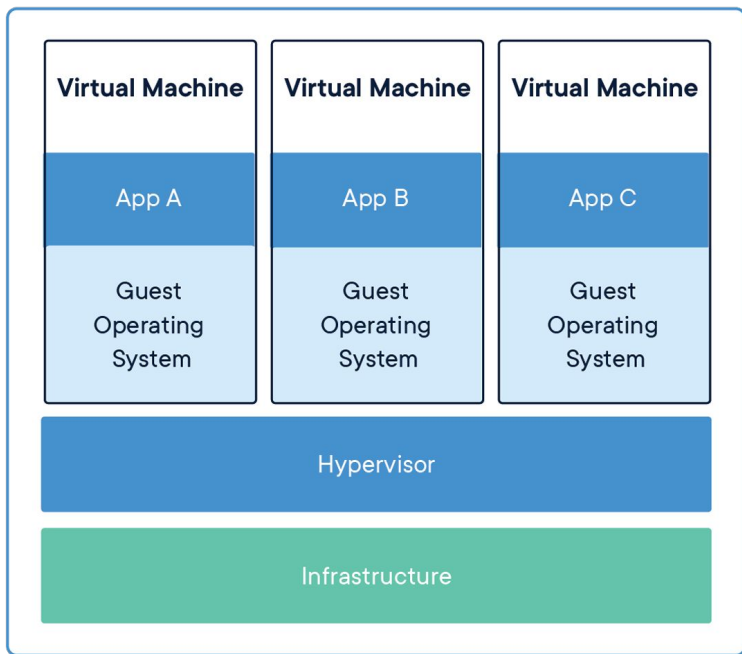 Virtual Machine
Virtual Machine
Virtual Machine
App A
App B
App C
Guest
Operating
System
Guest
Operating
System
Guest
Operating
System
Hypervisor
Infrastructure